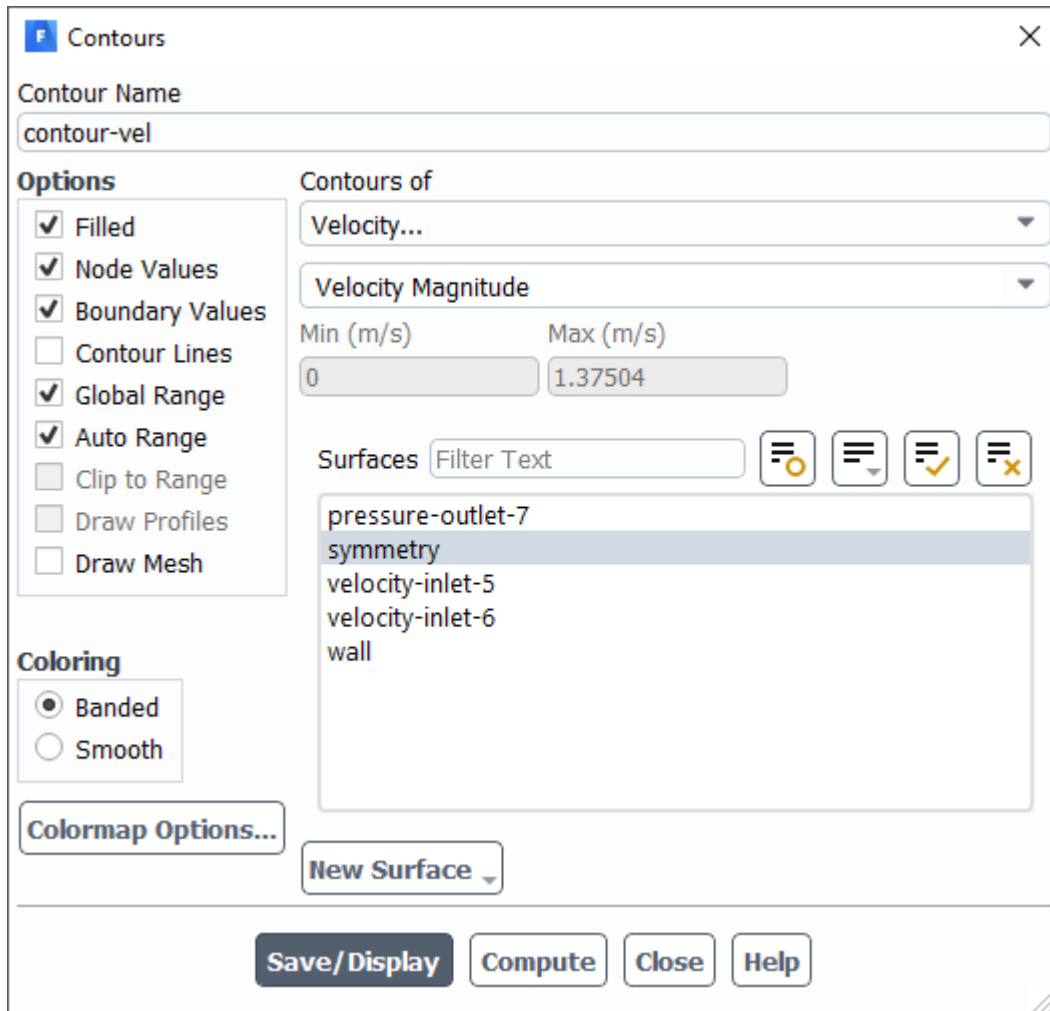 F Contours
Contour Name
contour-vel
Options
Filled
Node Values
Boundary Values
Contour Lines
Global Range
Auto Range
Clip to Range
Draw Profiles
Draw Mesh
Coloring
Banded
Smooth
Colormap Options...
Contours of
Velocity...
Velocity Magnitude
Min (m/s) Max (m/s)
0 1.37504
Surfaces Filter Text
pressure-outlet-7
symmetry
velocity-inlet-5
velocity-inlet-6
wall
New Surface
Save/Display Compute Close Help